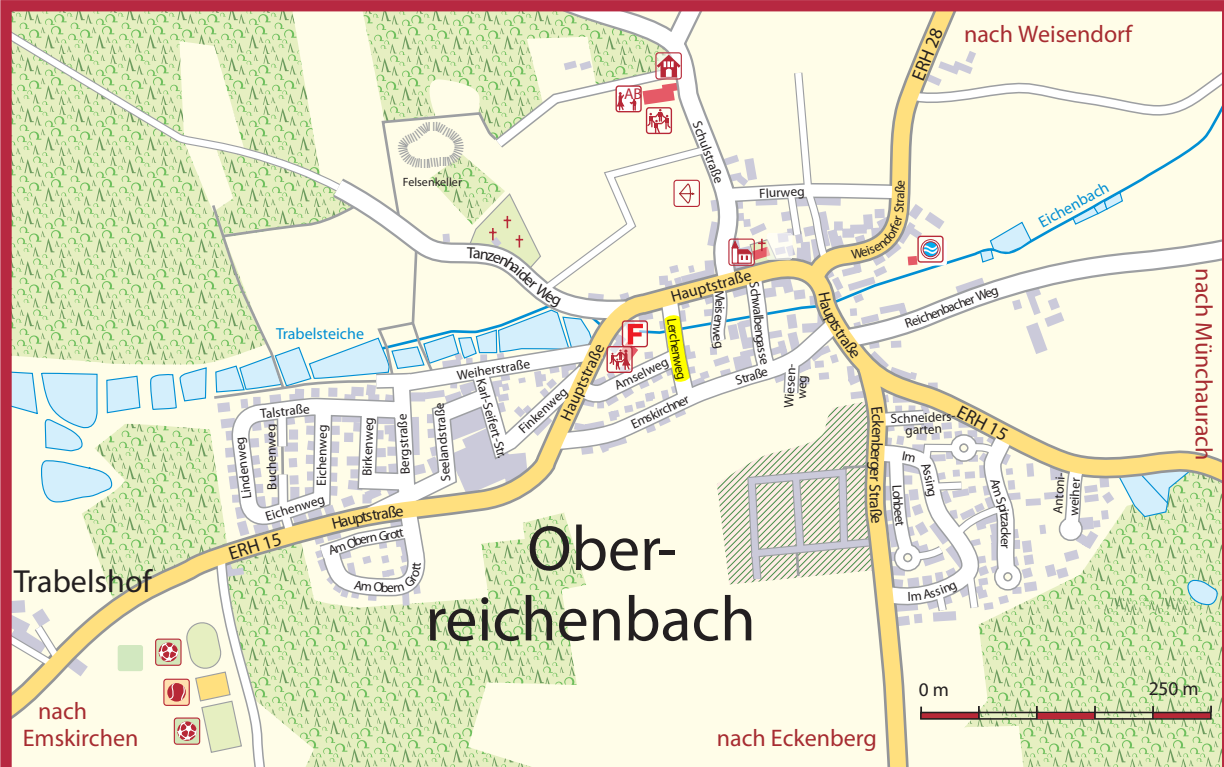 nach Weisendorf
ERH 28
AB
Schulstraße
Felsenkeller
Flurweg
Eichenbach
Weisendorfer Straße
Tanzenhaider Weg
Hauptstraße
Meisenweg
Schwalbengasse
Hauptstraße
Reichenbacher Weg
nach Münchaurach
Trabelsteiche
F
Lerchenweg
Weiherstraße
Hauptstraße
Amselweg
Emskirchner
Straße
Wiesen-
weg
Karl-Seifert-Str.
Finkenweg
Talstraße
Lindenweg
Buchenweg
Eichenweg
Birkenweg
Bergstraße
Seelandstraße
Eichenweg
Eckenberger Straße
Schneiders-
garten
ERH 15
Im
Assing
Lohbeet
Am Spitzacker
Antoni-
weiher
Im Assing
Hauptstraße
ERH 15
Am Obern Grott
Am Obern Grott
Ober-
reichenbach
Trabelshof
0 m
250 m
nach
Emskirchen
nach Eckenberg